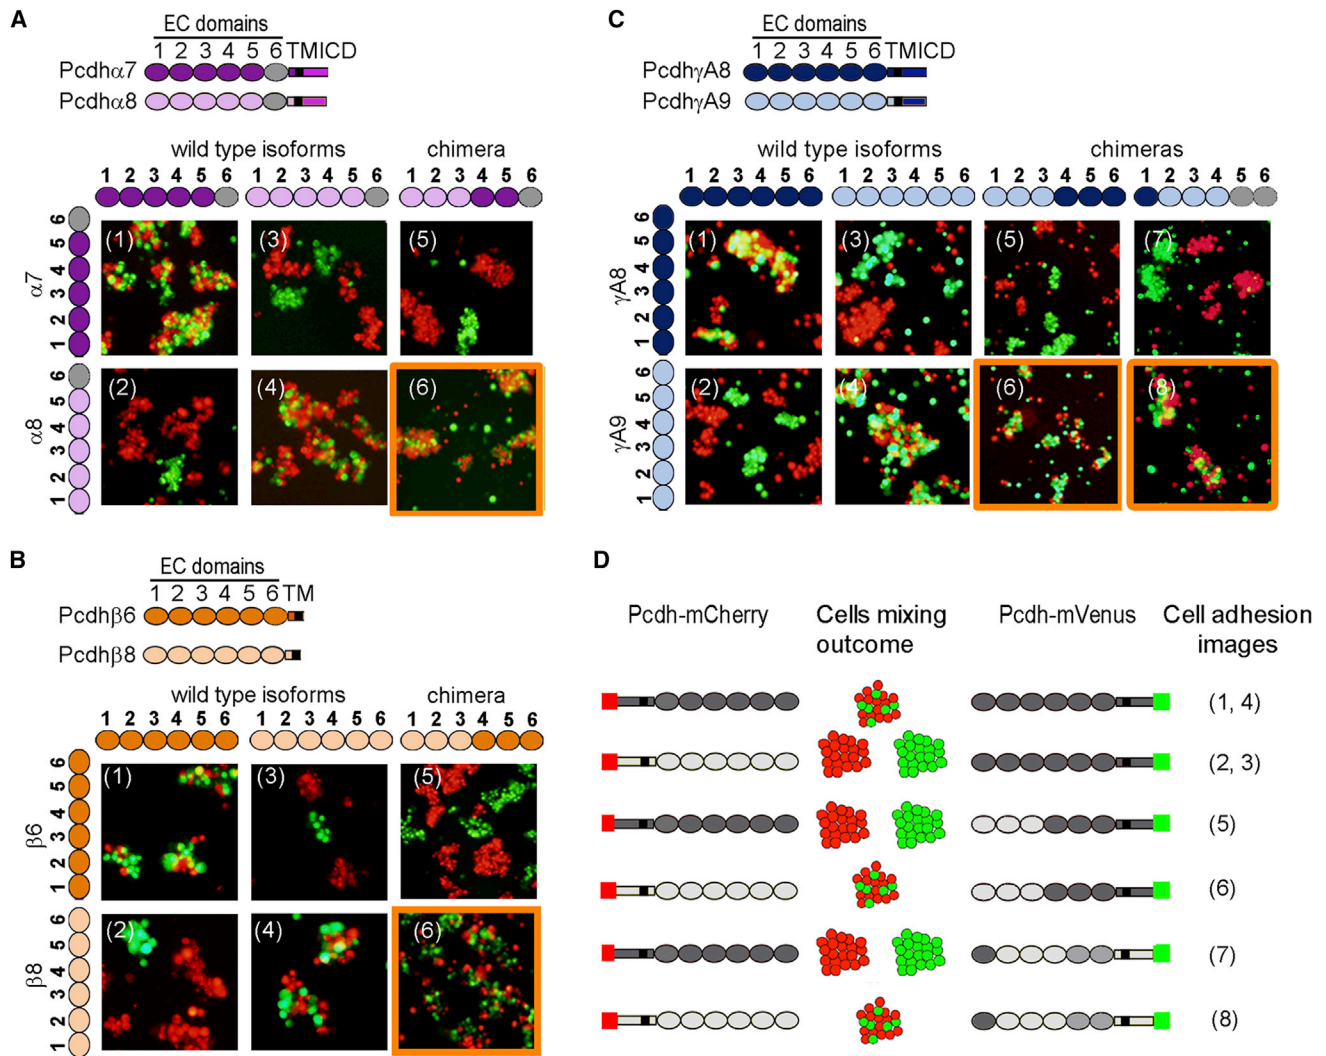 A
EC domains
1 2 3 4 5 6 TMICD
Pcdhα7
Pcdhα8
wild type isoforms
chimera
1 2 3 4 5 6
1 2 3 4 5 6
1 2 3 4 5 6
α7
6 5 4 3 2 1
(1)
(3)
(5)
α8
6 5 4 3 2 1
(2)
(4)
(6)
B
EC domains
1 2 3 4 5 6 TM
Pcdhβ6
Pcdhβ8
wild type isoforms
chimera
1 2 3 4 5 6
1 2 3 4 5 6
1 2 3 4 5 6
β6
6 5 4 3 2 1
(1)
(3)
(5)
β8
6 5 4 3 2 1
(2)
(4)
(6)
C
EC domains
1 2 3 4 5 6 TMICD
PcdhγA8
PcdhγA9
wild type isoforms
chimeras
1 2 3 4 5 6
1 2 3 4 5 6
1 2 3 4 5 6
1 2 3 4 5 6
γA8
6 5 4 3 2 1
(1)
(3)
(5)
(7)
γA9
6 5 4 3 2 1
(2)
(4)
(6)
(8)
D
Pcdh-mCherry
Cells mixing
outcome
Pcdh-mVenus
Cell adhesion
images
(1, 4)
(2, 3)
(5)
(6)
(7)
(8)